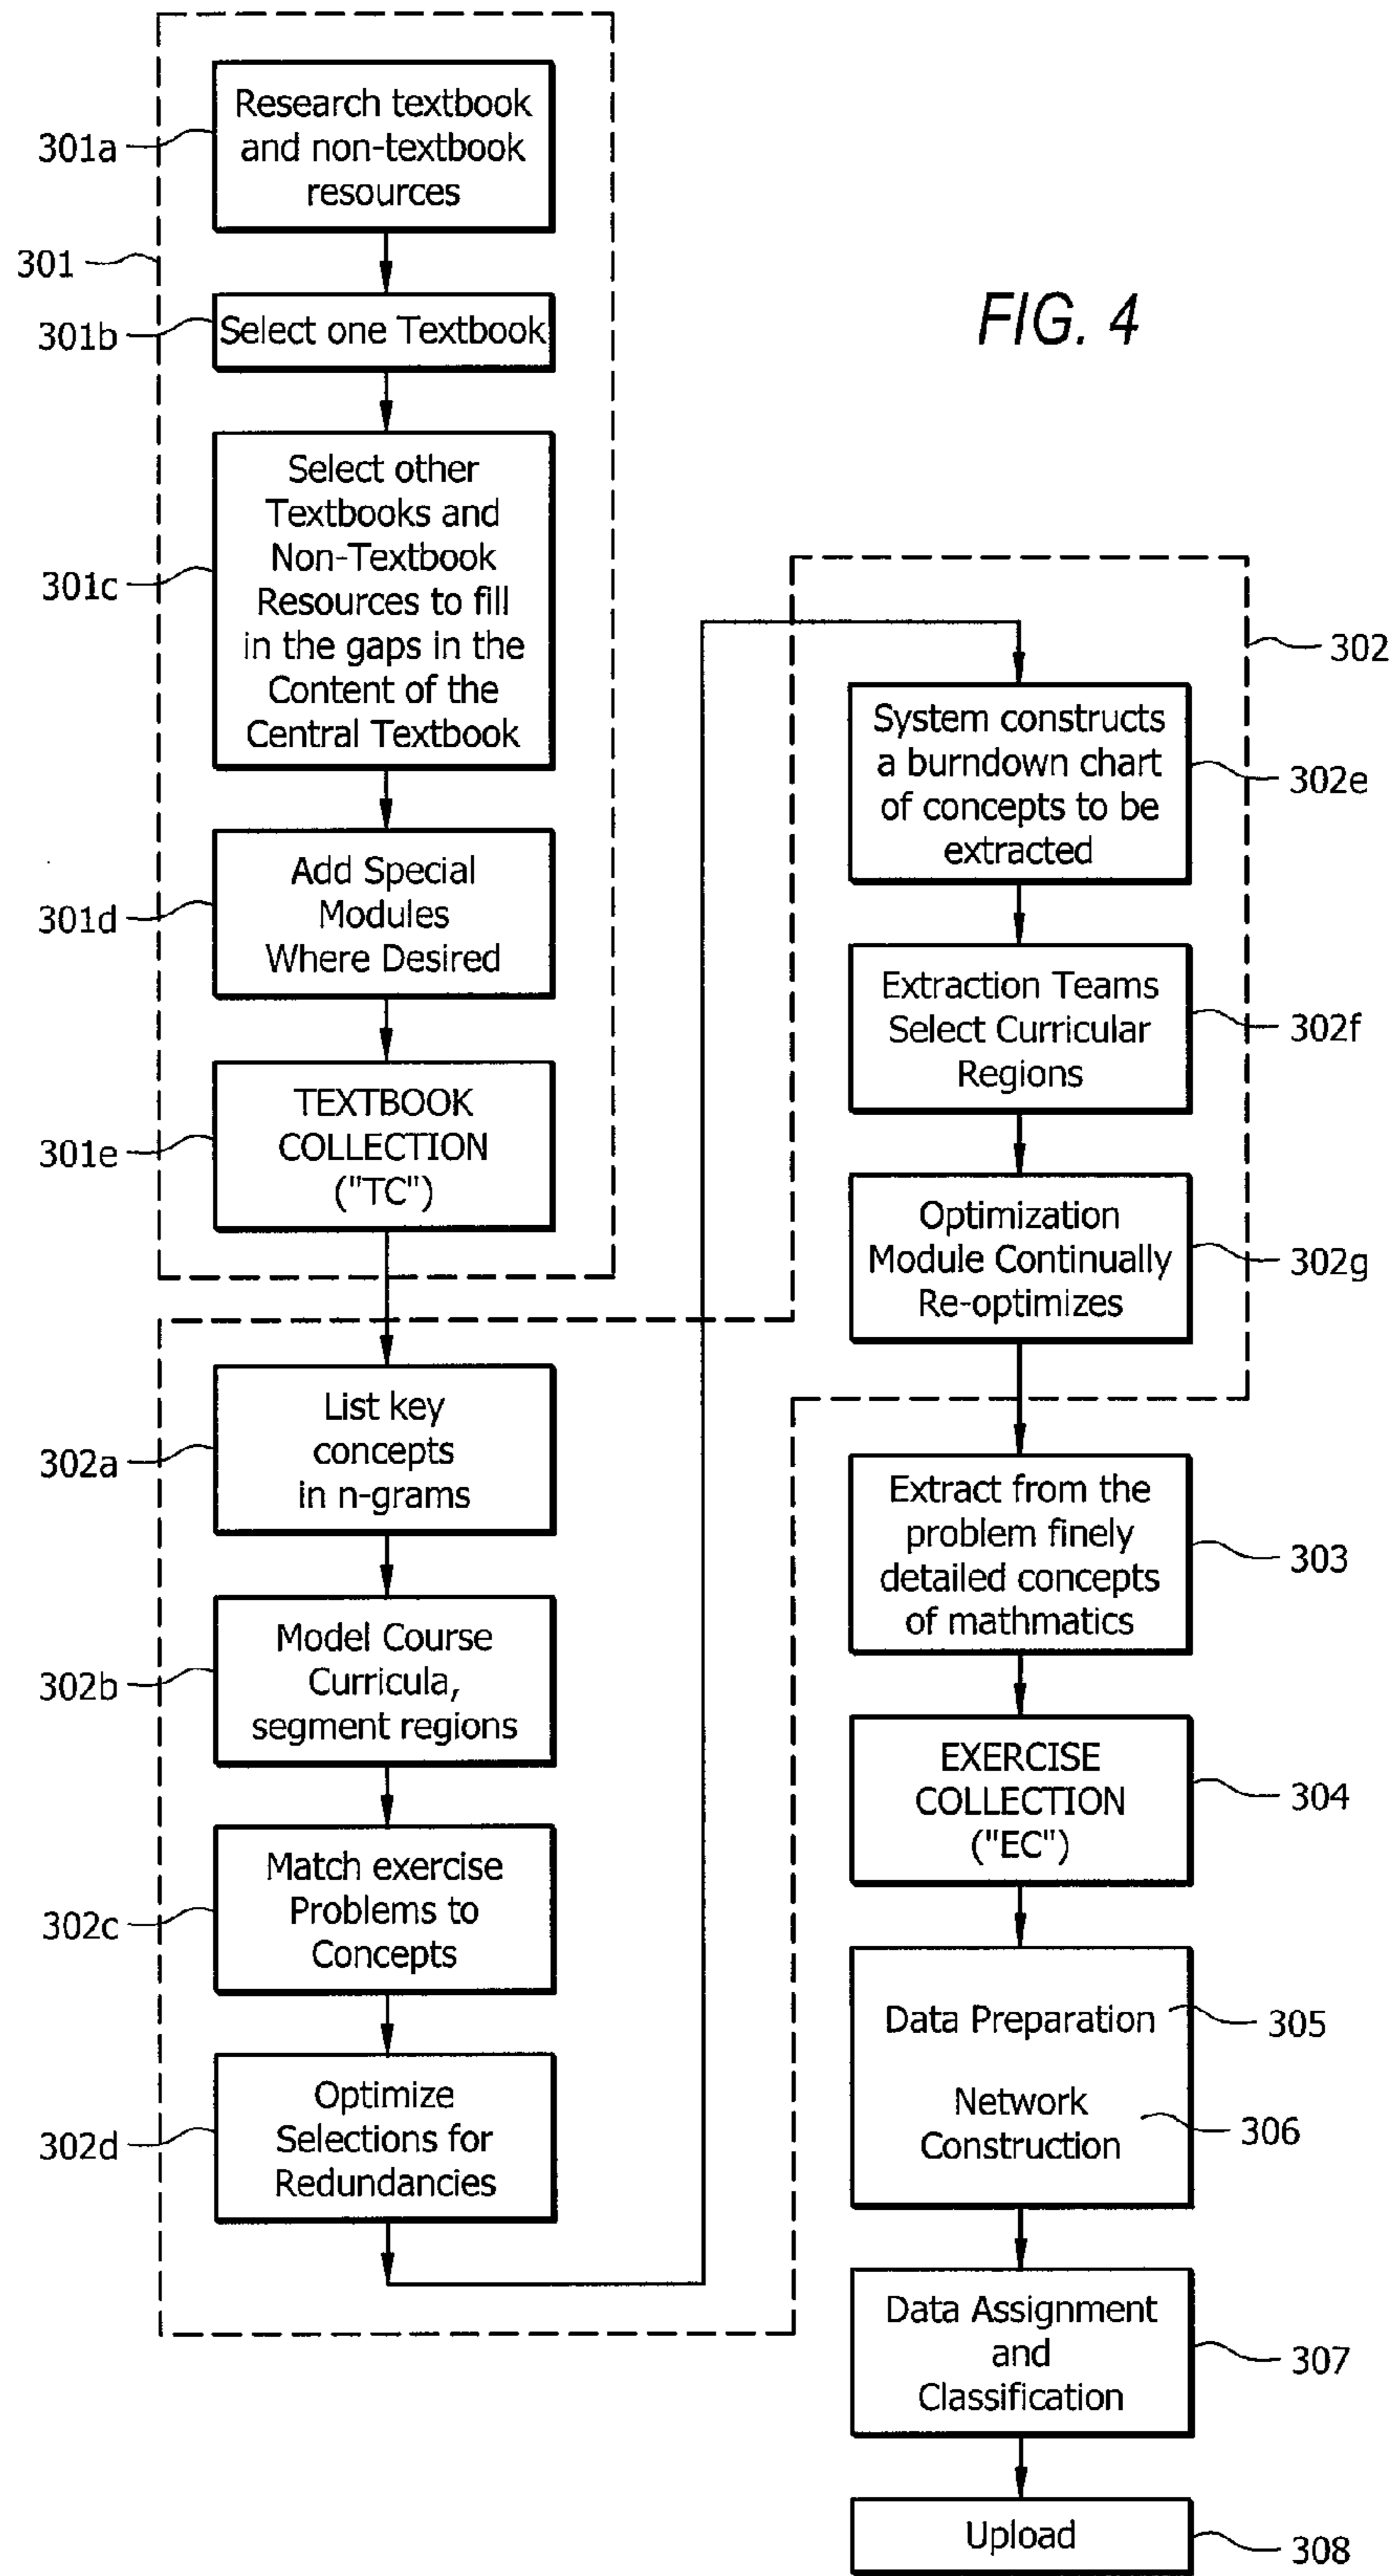 FIG. 4
301
301a
Research textbook
and non-textbook
resources
301b
Select one Textbook
301c
Select other
Textbooks and
Non-Textbook
Resources to fill
in the gaps in the
Content of the
Central Textbook
301d
Add Special
Modules
Where Desired
301e
TEXTBOOK
COLLECTION
("TC")
302a
List key
concepts
in n-grams
302b
Model Course
Curricula,
segment regions
302c
Match exercise
Problems to
Concepts
302d
Optimize
Selections for
Redundancies
302
System constructs
a burndown chart
of concepts to be
extracted
302e
Extraction Teams
Select Curricular
Regions
302f
Optimization
Module Continually
Re-optimizes
302g
Extract from the
problem finely
detailed concepts
of mathmatics
303
EXERCISE
COLLECTION
("EC")
304
Data Preparation
305
Network
Construction
306
Data Assignment
and
Classification
307
Upload
308